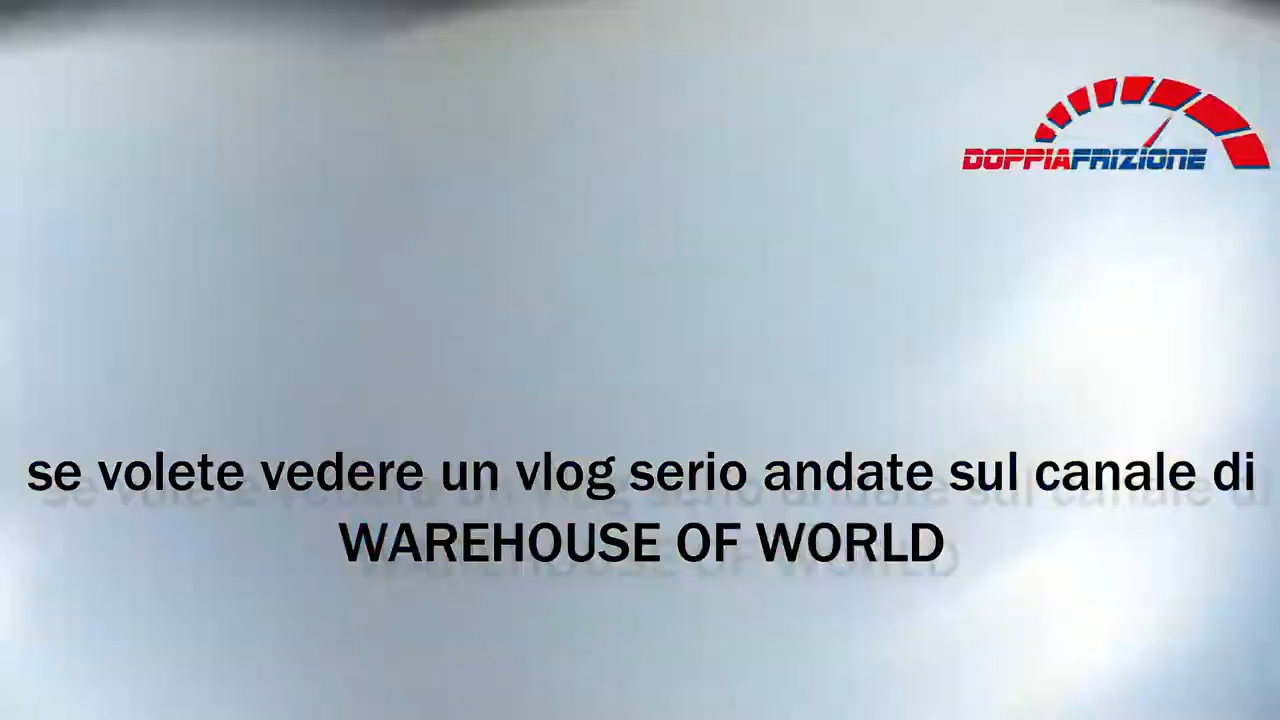 DOPPIAFRIZIONE
se volete vedere un vlog serio andate sul canale di
WAREHOUSE OF WORLD